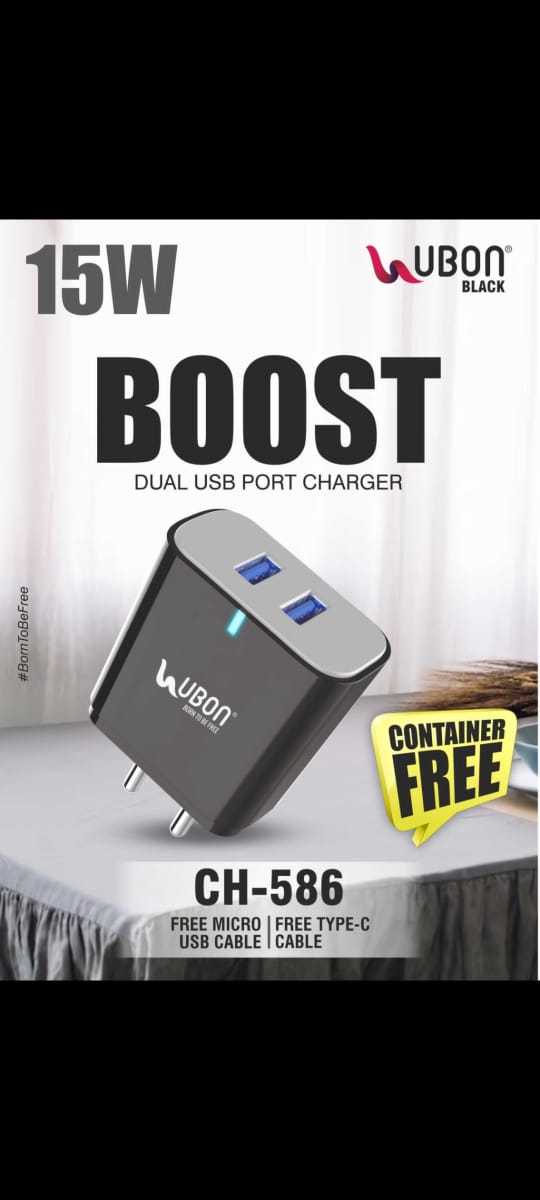 15W
UBON®
BLACK
BOOST
DUAL USB PORT CHARGER
#BornToBeFree
UBON®
BORN TO BE FREE
CONTAINER
FREE
CH-586
FREE MICRO | FREE TYPE-C
USB CABLE | CABLE